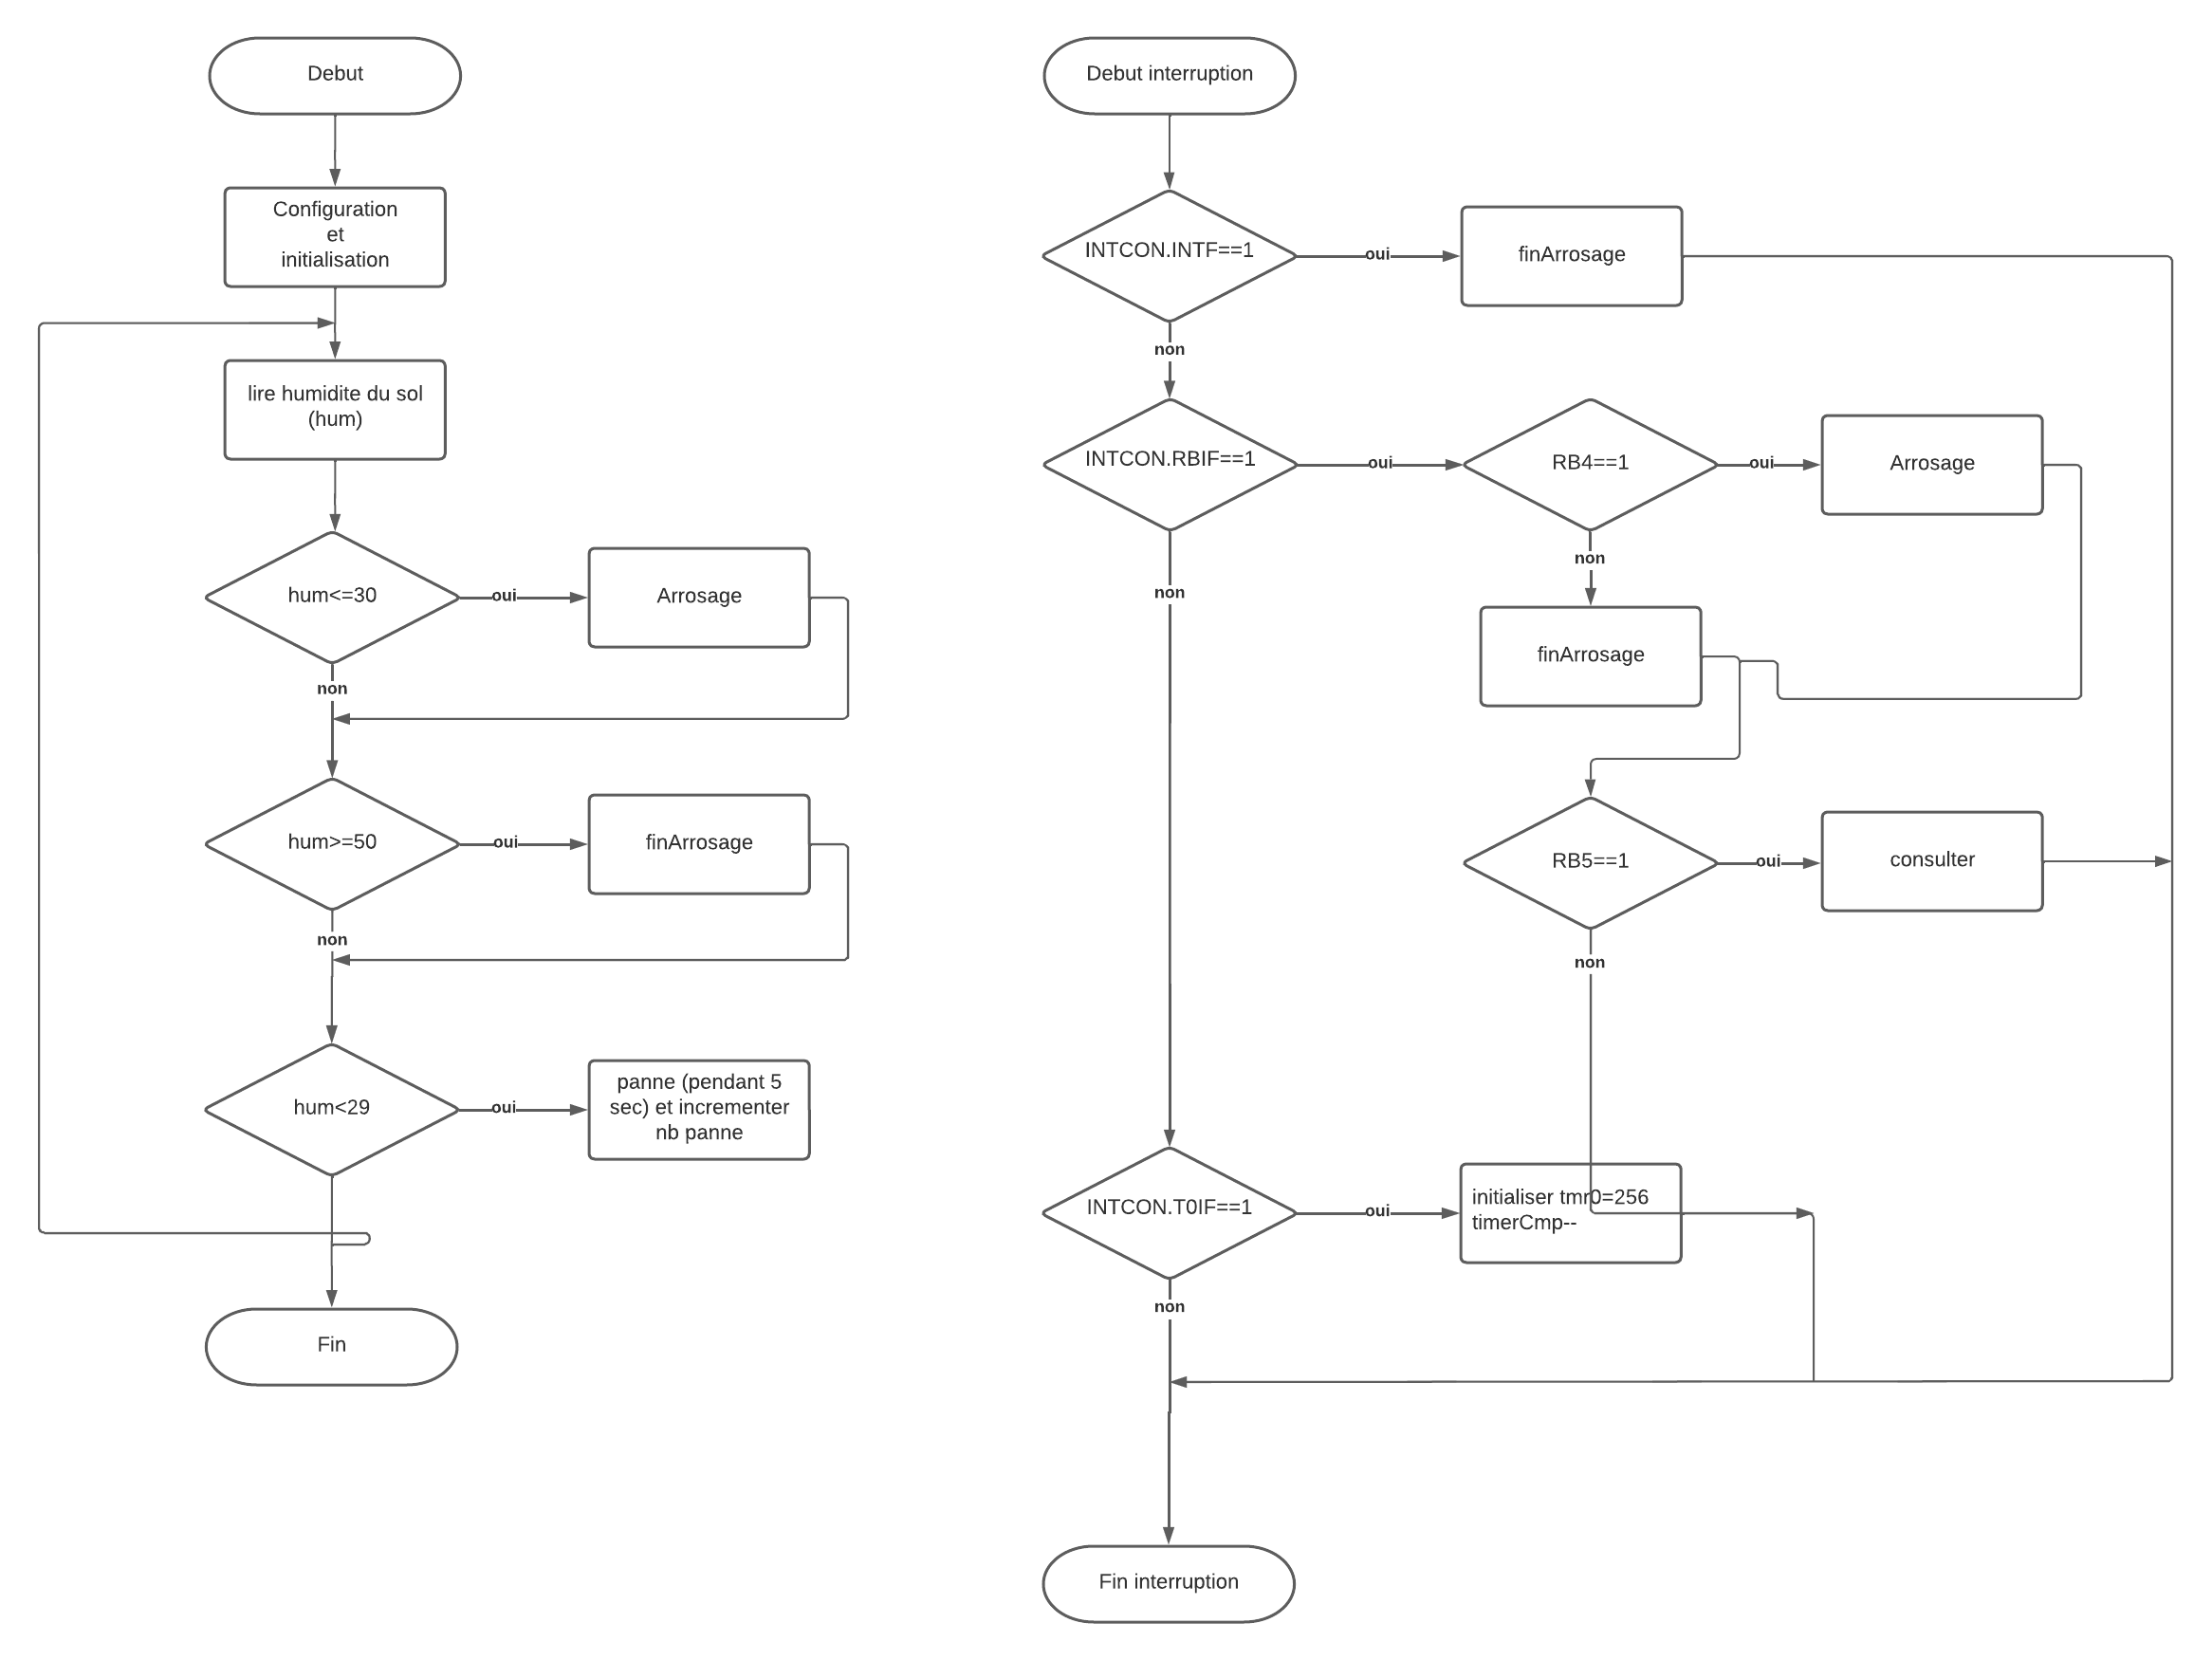 Debut
Configuration
et
initialisation
lire humidite du sol
(hum)
hum<=30
oui
Arrosage
non
hum>=50
oui
finArrosage
non
hum<29
oui
panne (pendant 5
sec) et incrementer
nb panne
Fin
Debut interruption
INTCON.INTF==1
oui
finArrosage
non
INTCON.RBIF==1
oui
RB4==1
oui
Arrosage
non
finArrosage
non
RB5==1
oui
consulter
non
INTCON.T0IF==1
oui
initialiser tmr0=256
timerCmp--
non
Fin interruption